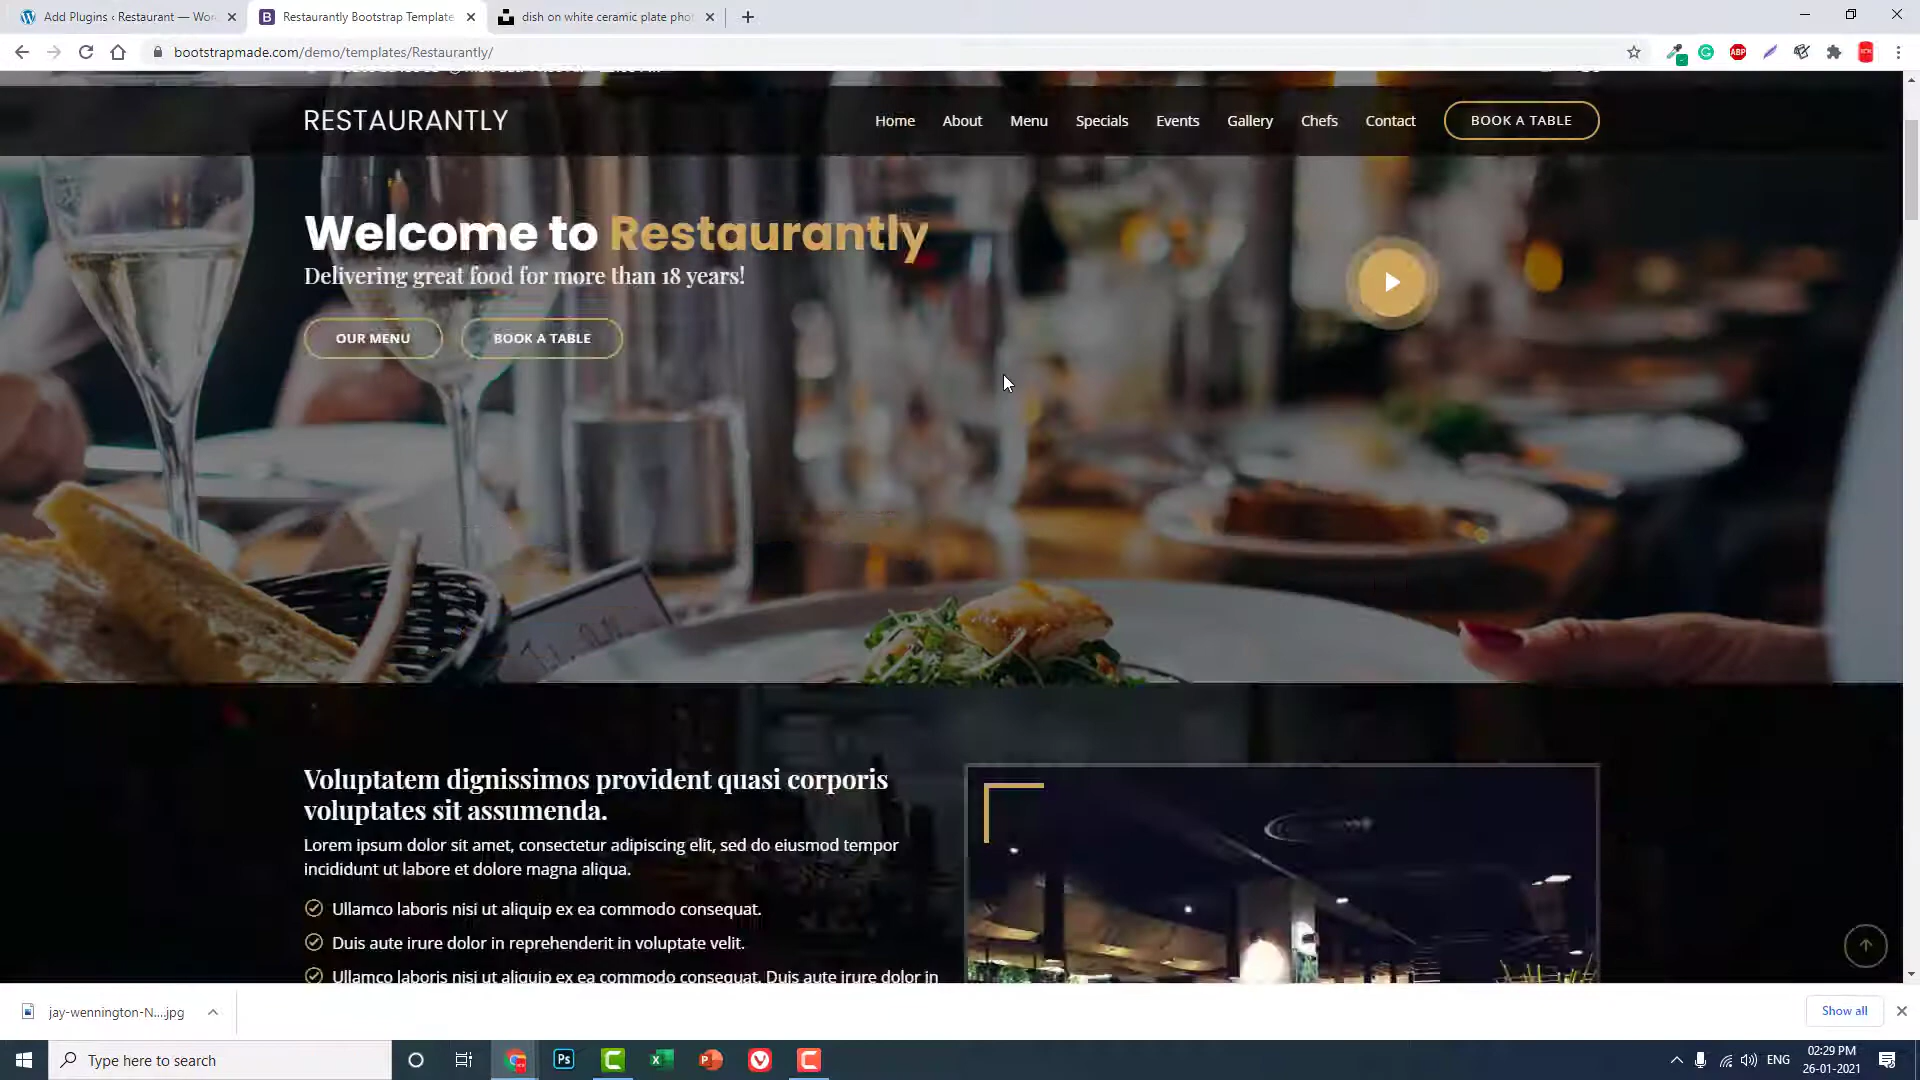 Add Plugins ‹ Restaurant — Wor
Restaurantly Bootstrap Template
dish on white ceramic plate phot
bootstrapmade.com/demo/templates/Restaurantly/
ABP
RESTAURANTLY
Home
About
Menu
Specials
Events
Gallery
Chefs
Contact
BOOK A TABLE
Welcome to Restaurantly
Delivering great food for more than 18 years!
OUR MENU
BOOK A TABLE
Voluptatem dignissimos provident quasi corporis
voluptates sit assumenda.
Lorem ipsum dolor sit amet, consectetur adipiscing elit, sed do eiusmod tempor
incididunt ut labore et dolore magna aliqua.
Ullamco laboris nisi ut aliquip ex ea commodo consequat.
Duis aute irure dolor in reprehenderit in voluptate velit.
Ullamco laboris nisi ut aliquip ex ea commodo consequat. Duis aute irure dolor in
jay-wennington-N....jpg
Show all
Type here to search
Ps
ENG
02:29 PM
26-01-2021